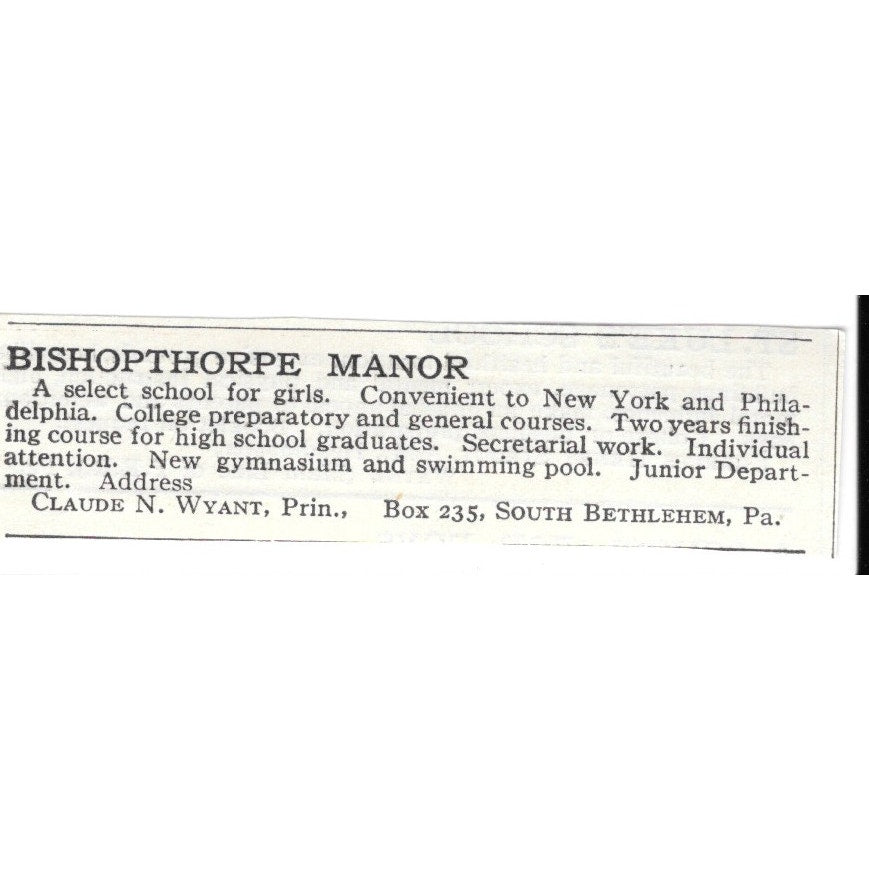 BISHOPTHORPE MANOR
A select school for girls. Convenient to New York and Phila-
delphia. College preparatory and general courses. Two years finish-
ing course for high school graduates. Secretarial work. Individual
attention. New gymnasium and swimming pool. Junior Depart-
ment. Address
CLAUDE N. WYANT, Prin., BOX 235, SOUTH BETHLEHEM, Pa.